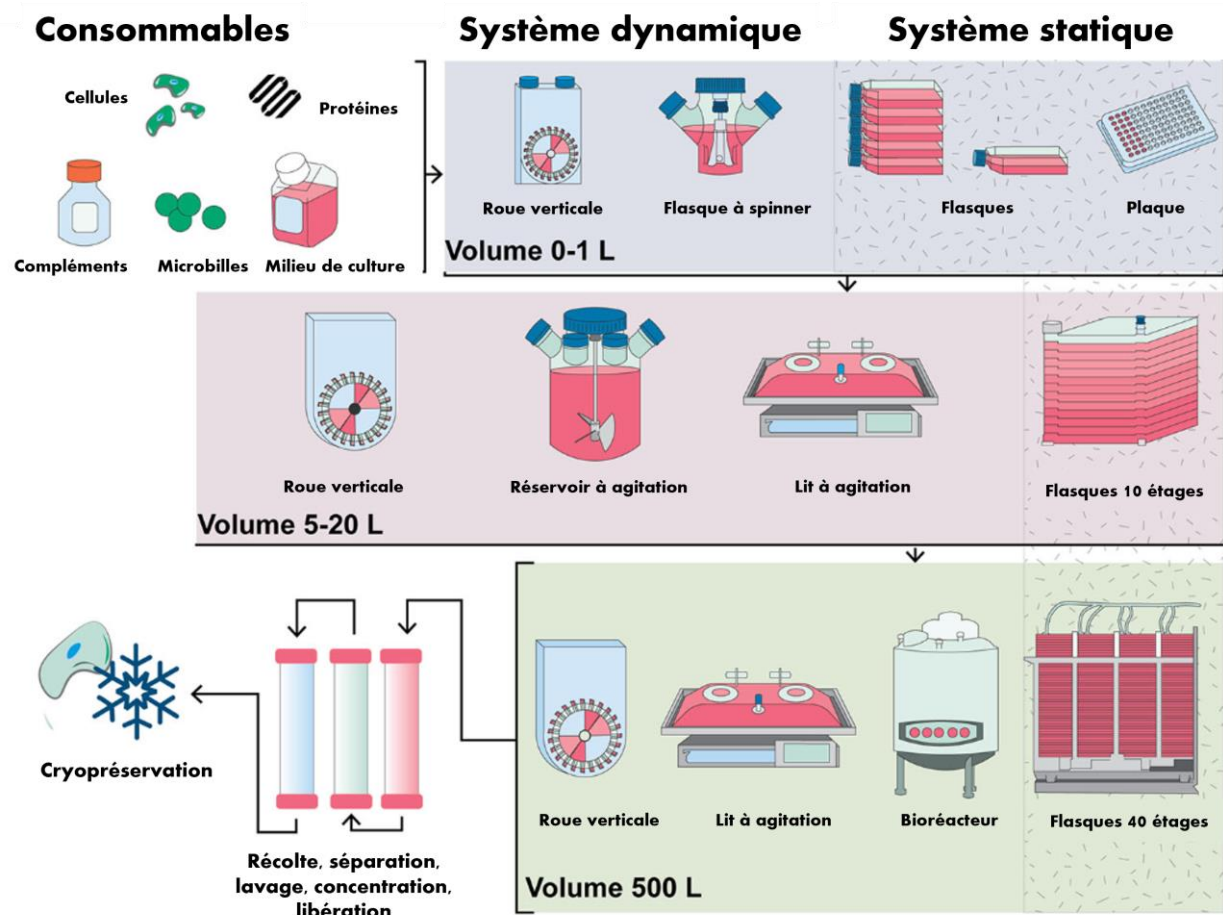 Consommables
Système dynamique
Système statique
Cellules
Protéines
Compléments
Microbilles
Milieu de culture
Roue verticale
Flasque à spinner
Flasques
Plaque
Volume 0-1 L
Roue verticale
Réservoir à agitation
Lit à agitation
Flasques 10 étages
Volume 5-20 L
Cryopréservation
Récolte, séparation,
lavage, concentration,
libération
Roue verticale
Lit à agitation
Bioréacteur
Flasques 40 étages
Volume 500 L